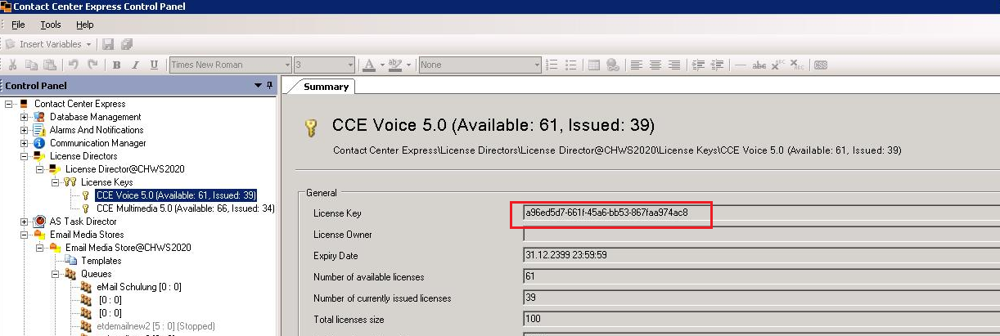 Contact Center Express Control Panel
File Tools Help
Insert Variables
B I U Times New Roman 3 A ab None abc ABC ABC CSS
Control Panel
Contact Center Express
Database Management
Alarms And Notifications
Communication Manager
License Directors
License Director@CHWS2020
License Keys
CCE Voice 5.0 (Available: 61, Issued: 39)
CCE Multimedia 5.0 (Available: 66, Issued: 34)
AS Task Director
Email Media Stores
Email Media Store@CHWS2020
Templates
Queues
eMail Schulung [0 : 0]
[0 : 0]
[0 : 0]
etdemailnew2 [5 : 0] (Stopped)
Summary
CCE Voice 5.0 (Available: 61, Issued: 39)
Contact Center Express\License Directors\License Director@CHWS2020\License Keys\CCE Voice 5.0 (Available: 61, Issued: 39)
General
License Key a96ed5d7-661f-45a6-bb53-867faa974ac8
License Owner
Expiry Date 31.12.2399 23:59:59
Number of available licenses 61
Number of currently issued licenses 39
Total licenses size 100